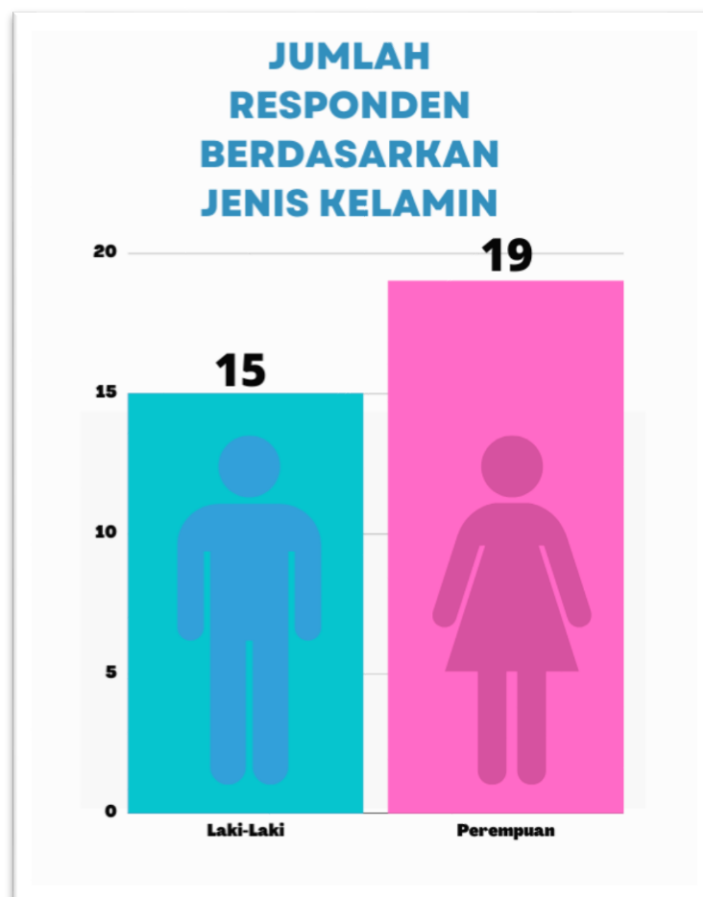 JUMLAH
RESPONDEN
BERDASARKAN
JENIS KELAMIN
20
19
15
15
10
5
0
Laki-Laki
Perempuan